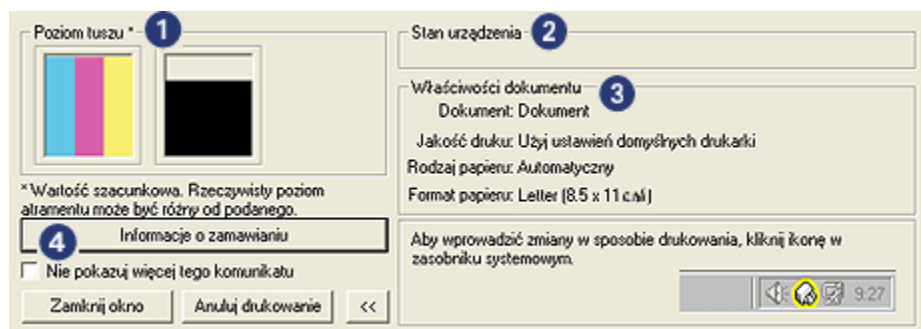 Poziom tuszu * 1
*Wartość szacunkowa. Rzeczywisty poziom
atramentu może być różny od podanego.
4 Informacje o zamawianiu
Nie pokazuj więcej tego komunikatu
Zamknij okno Anuluj drukowanie <<
Stan urządzenia 2
Właściwości dokumentu 3
Dokument: Dokument
Jakość druku: Użyj ustawień domyślnych drukarki
Rodzaj papieru: Automatyczny
Format papieru: Letter (8.5 x 11 cali)
Aby wprowadzić zmiany w sposobie drukowania, kliknij ikonę w
zasobniku systemowym.
9:27